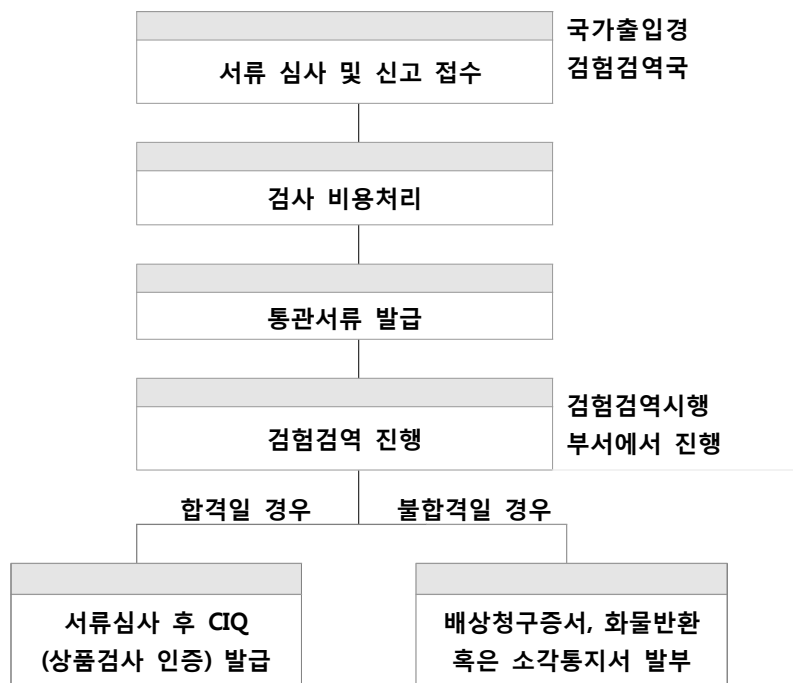 국가출입경
검험검역국
서류 심사 및 신고 접수
검사 비용처리
통관서류 발급
검험검역시행
부서에서 진행
검험검역 진행
합격일 경우
불합격일 경우
서류심사 후 CIQ
(상품검사 인증) 발급
배상청구증서, 화물반환
혹은 소각통지서 발부